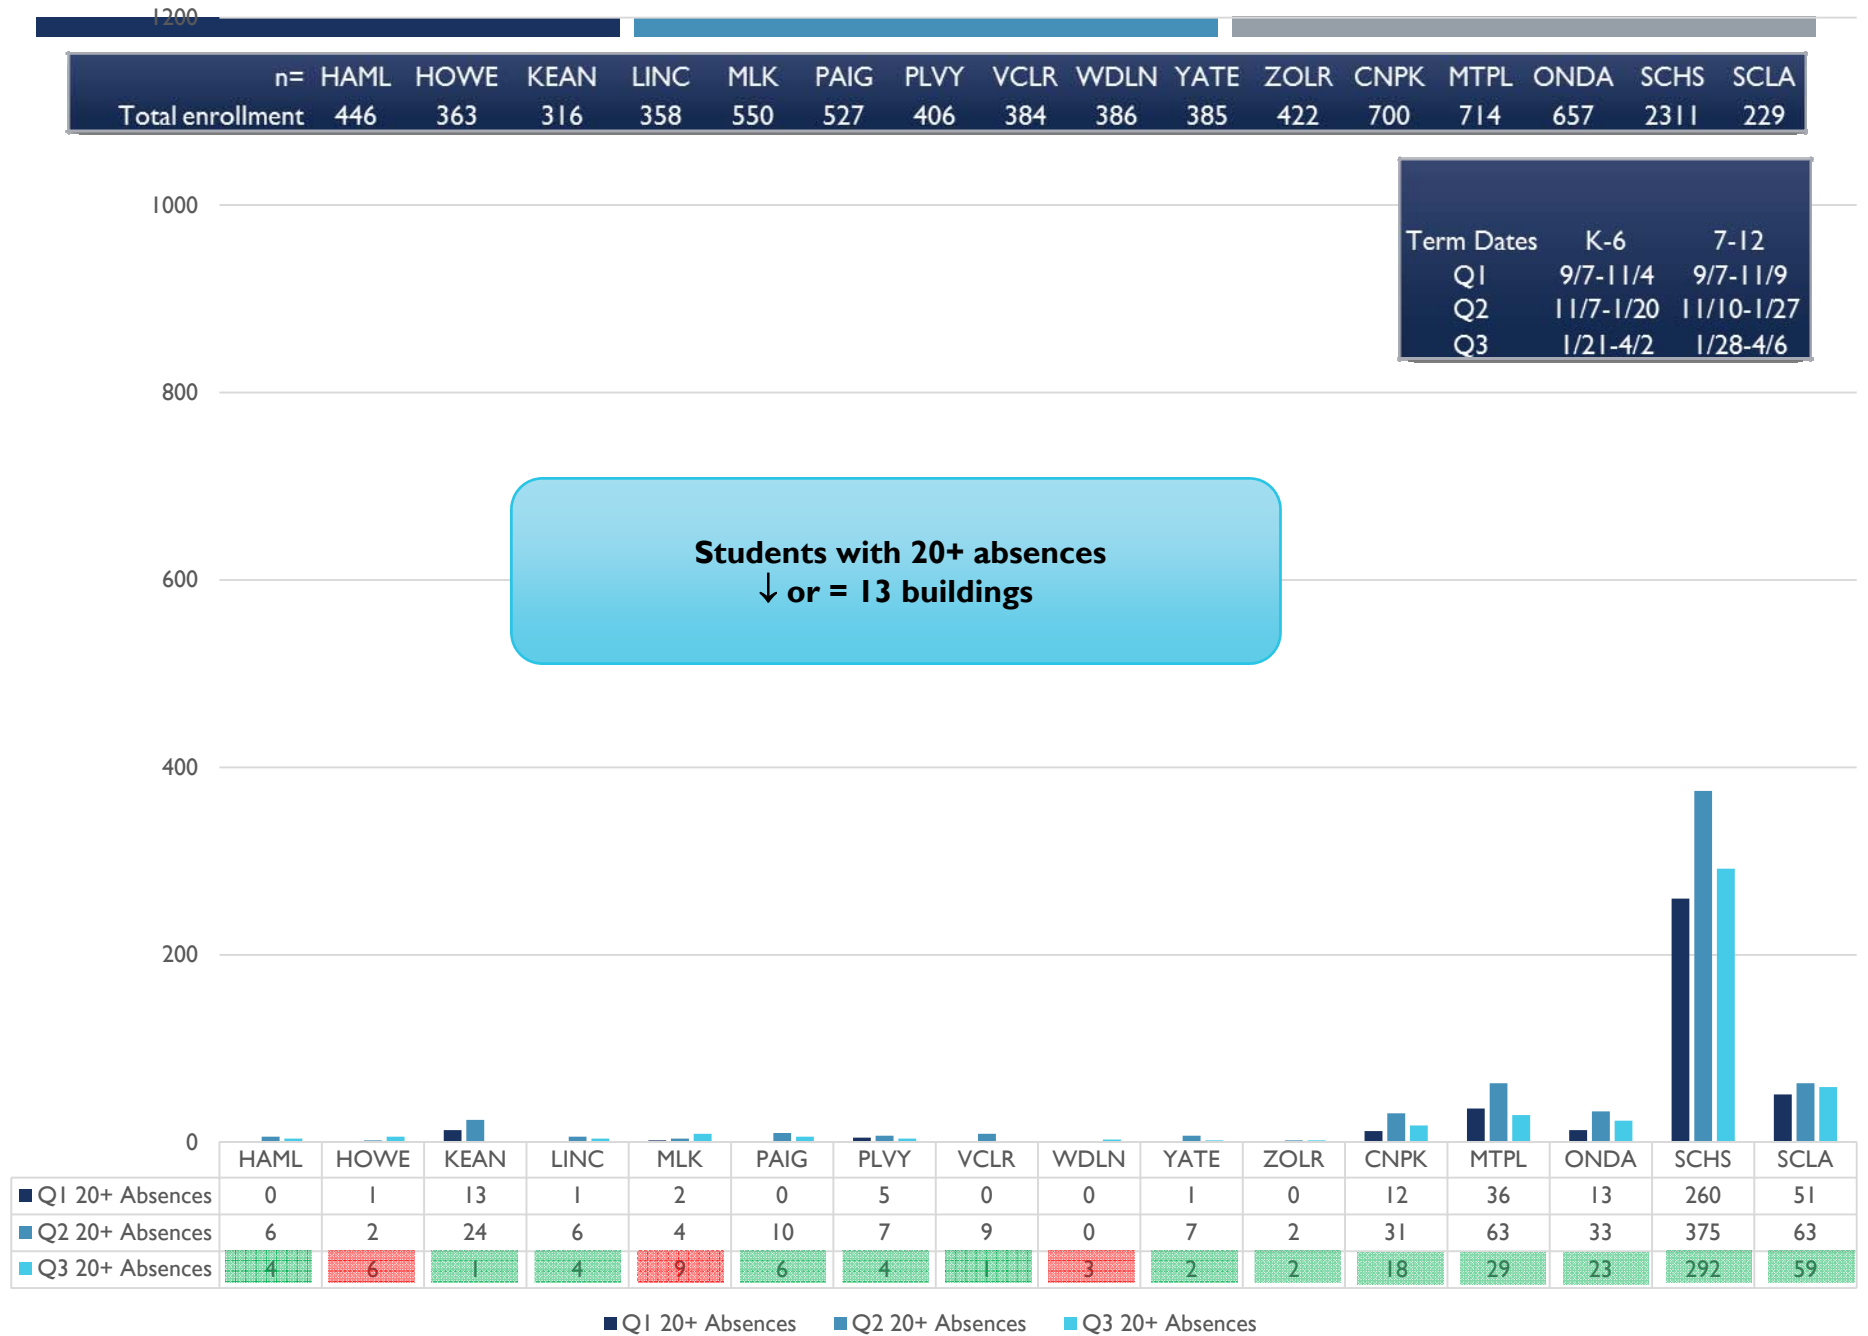 1200
n= HAML HOWE KEAN LINC MLK PAIG PLVY VCLR WDLN YATE ZOLR CNPK MTPL ONDA SCHS SCLA
Total enrollment 446 363 316 358 550 527 406 384 386 385 422 700 714 657 2311 229
1000
Term Dates K-6 7-12
Q1 9/7-11/4 9/7-11/9
Q2 11/7-1/20 11/10-1/27
Q3 1/21-4/2 1/28-4/6
800
Students with 20+ absences
↓ or = 13 buildings
600
400
200
0
HAML HOWE KEAN LINC MLK PAIG PLVY VCLR WDLN YATE ZOLR CNPK MTPL ONDA SCHS SCLA
Q1 20+ Absences 0 1 13 1 2 0 5 0 0 1 0 12 36 13 260 51
Q2 20+ Absences 6 2 24 6 4 10 7 9 0 7 2 31 63 33 375 63
Q3 20+ Absences 4 6 1 4 9 6 4 1 3 2 2 18 29 23 292 59
Q1 20+ Absences Q2 20+ Absences Q3 20+ Absences